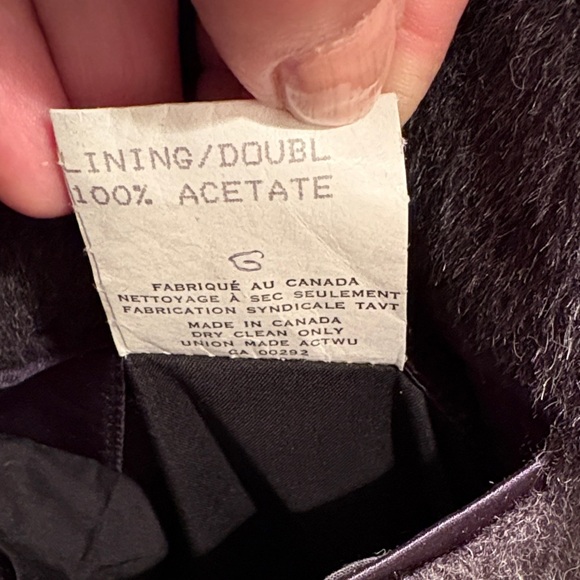 LINING/DOUBL
100% ACETATE
6
FABRIQUÉ AU CANADA
NETTOYAGE À SEC SEULEMENT
FABRICATION SYNDICALE TAVT
MADE IN CANADA
DRY CLEAN ONLY
UNION MADE ACTWU
CA 00292